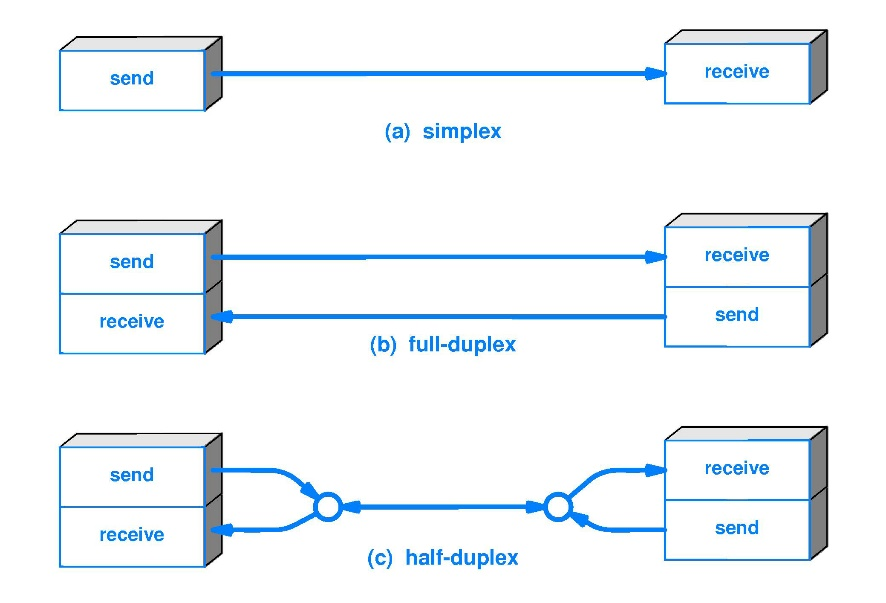 send
receive
(a) simplex
send
receive
receive
send
(b) full-duplex
send
receive
receive
send
(c) half-duplex